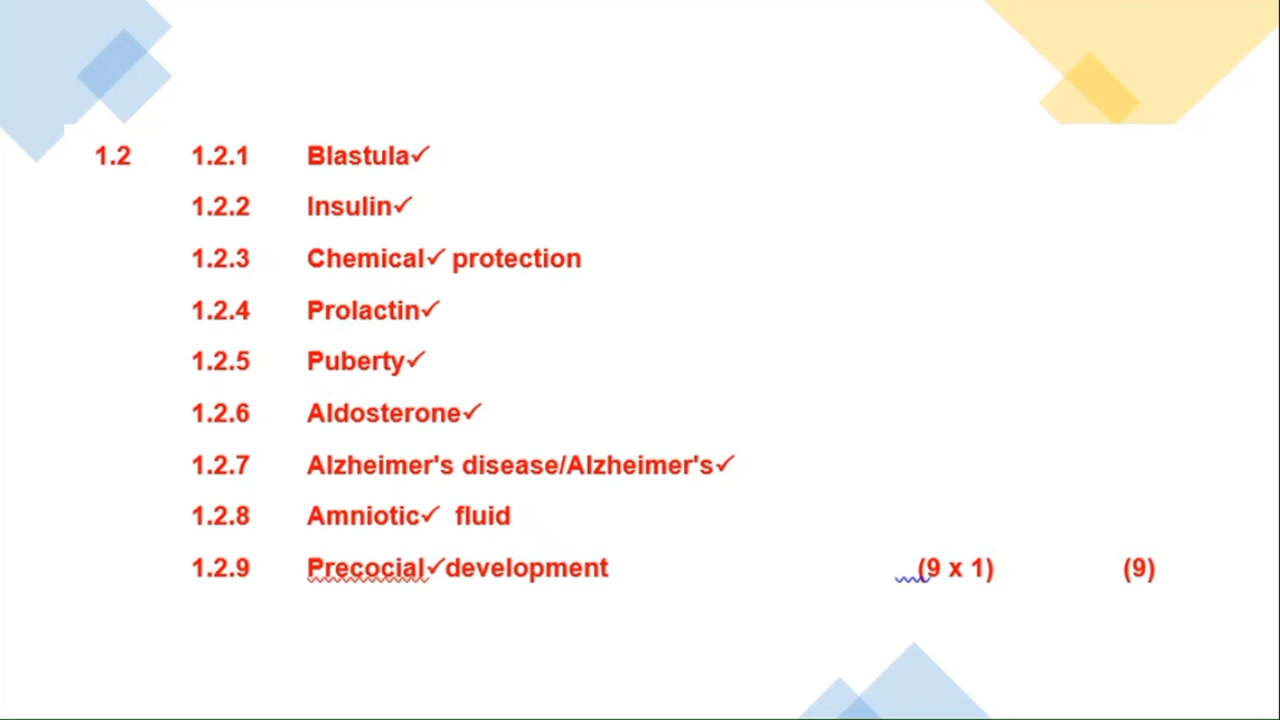 1.2 1.2.1 Blastula✓
1.2.2 Insulin✓
1.2.3 Chemical✓ protection
1.2.4 Prolactin✓
1.2.5 Puberty✓
1.2.6 Aldosterone✓
1.2.7 Alzheimer's disease/Alzheimer's✓
1.2.8 Amniotic✓ fluid
1.2.9 Precocial✓development (9 x 1) (9)